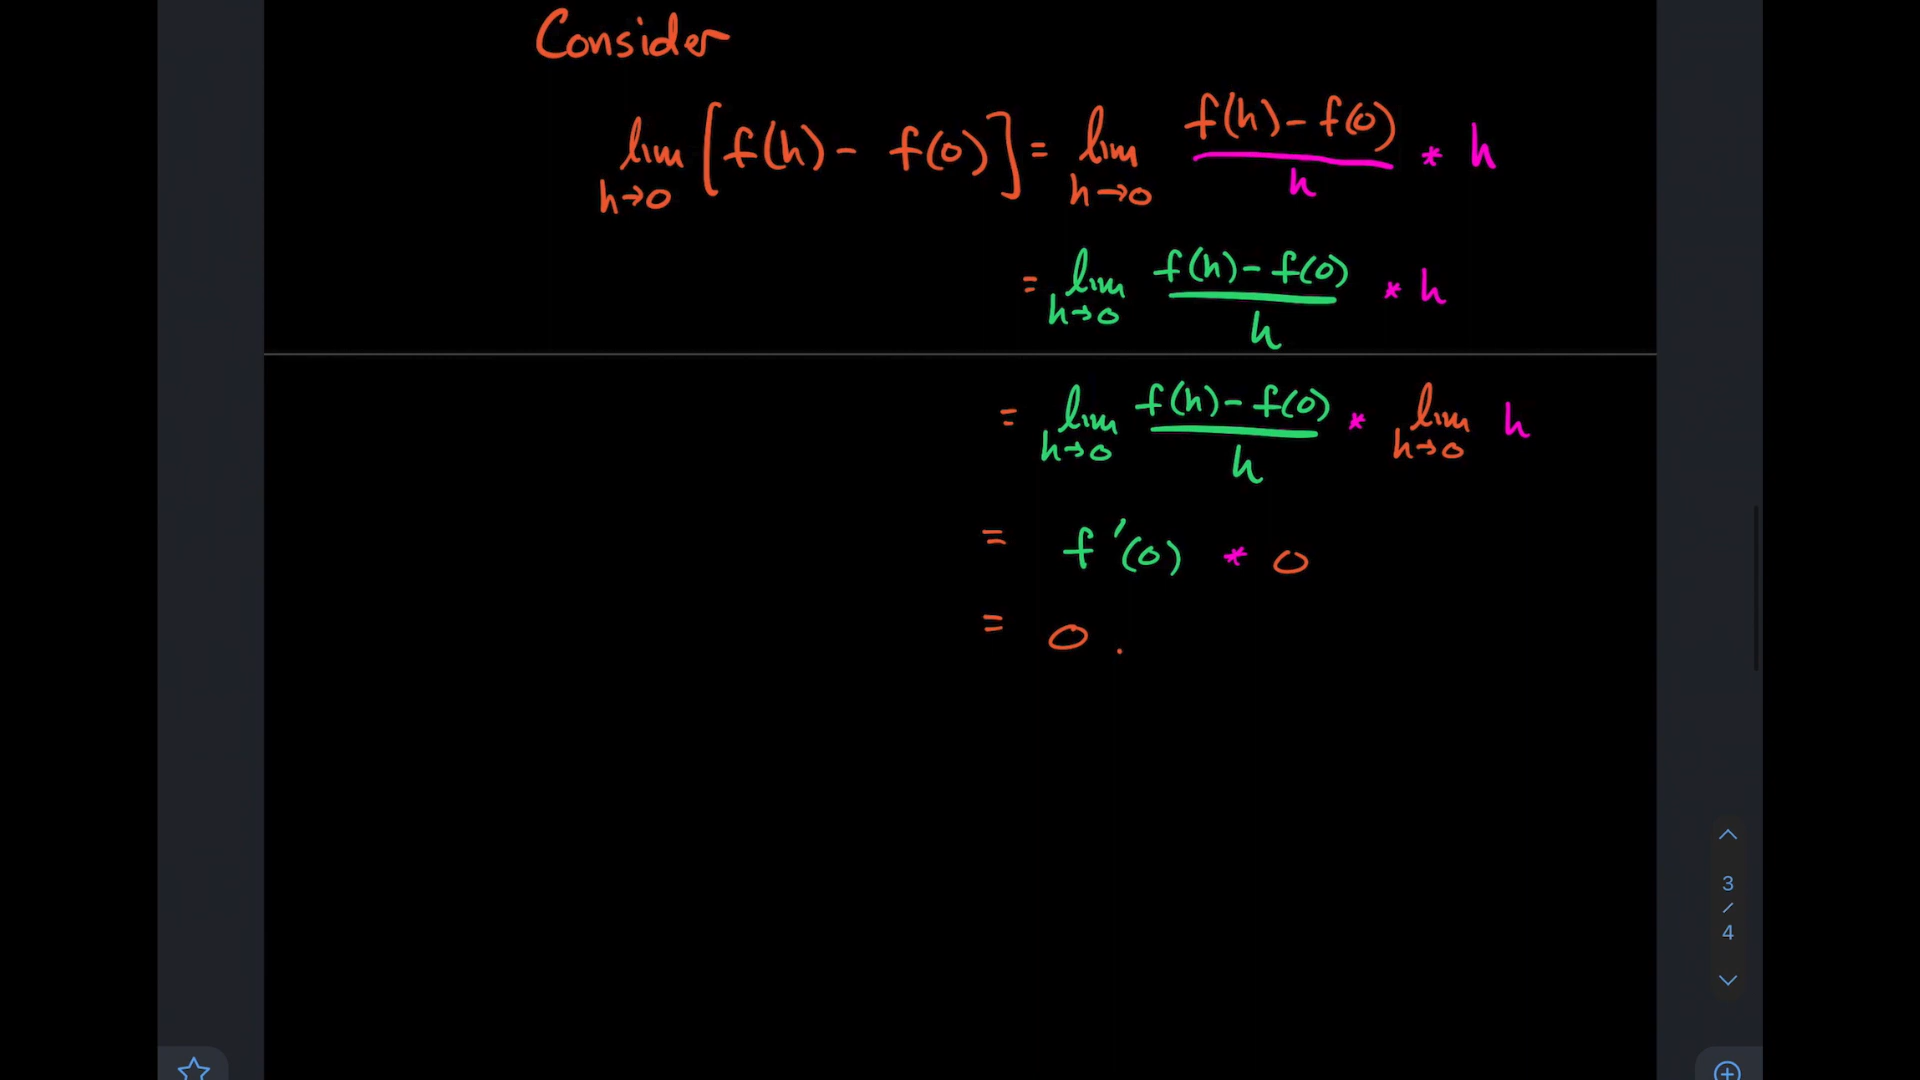 Consider
lim h→0 [f(h) - f(0)] = lim h→0 f(h) - f(0) / h * h
= lim h→0 f(h) - f(0) / h * h
= lim h→0 f(h) - f(0) / h * lim h→0 h
= f'(0) * 0
= 0 .
3
/
4